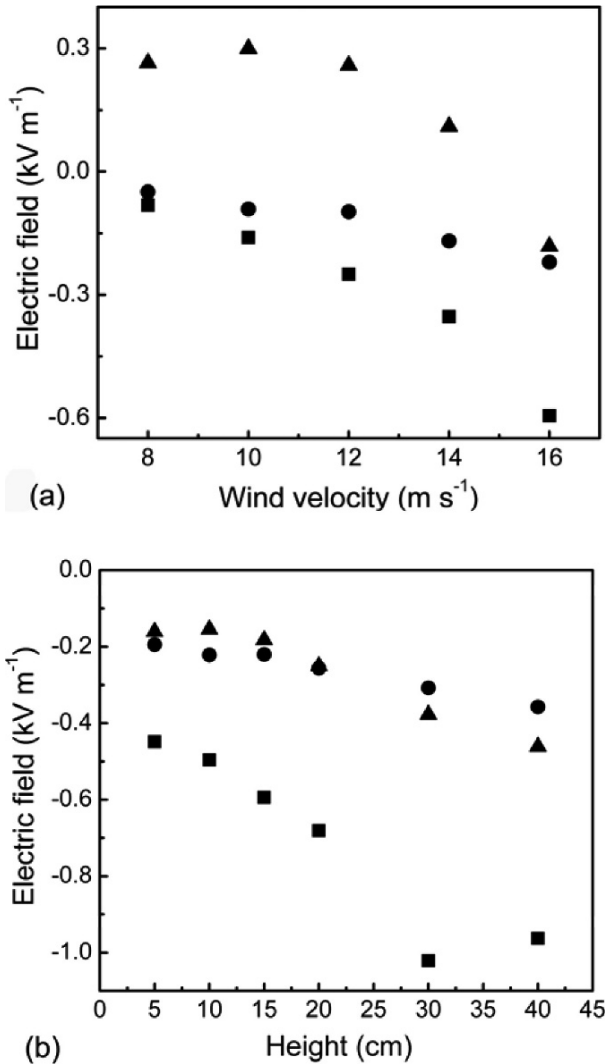 0.3
0.0
-0.3
-0.6
Electric field (kV m-1)
8 10 12 14 16
(a) Wind velocity (m s-1)
0.0
-0.2
-0.4
-0.6
-0.8
-1.0
Electric field (kV m-1)
0 5 10 15 20 25 30 35 40 45
(b) Height (cm)